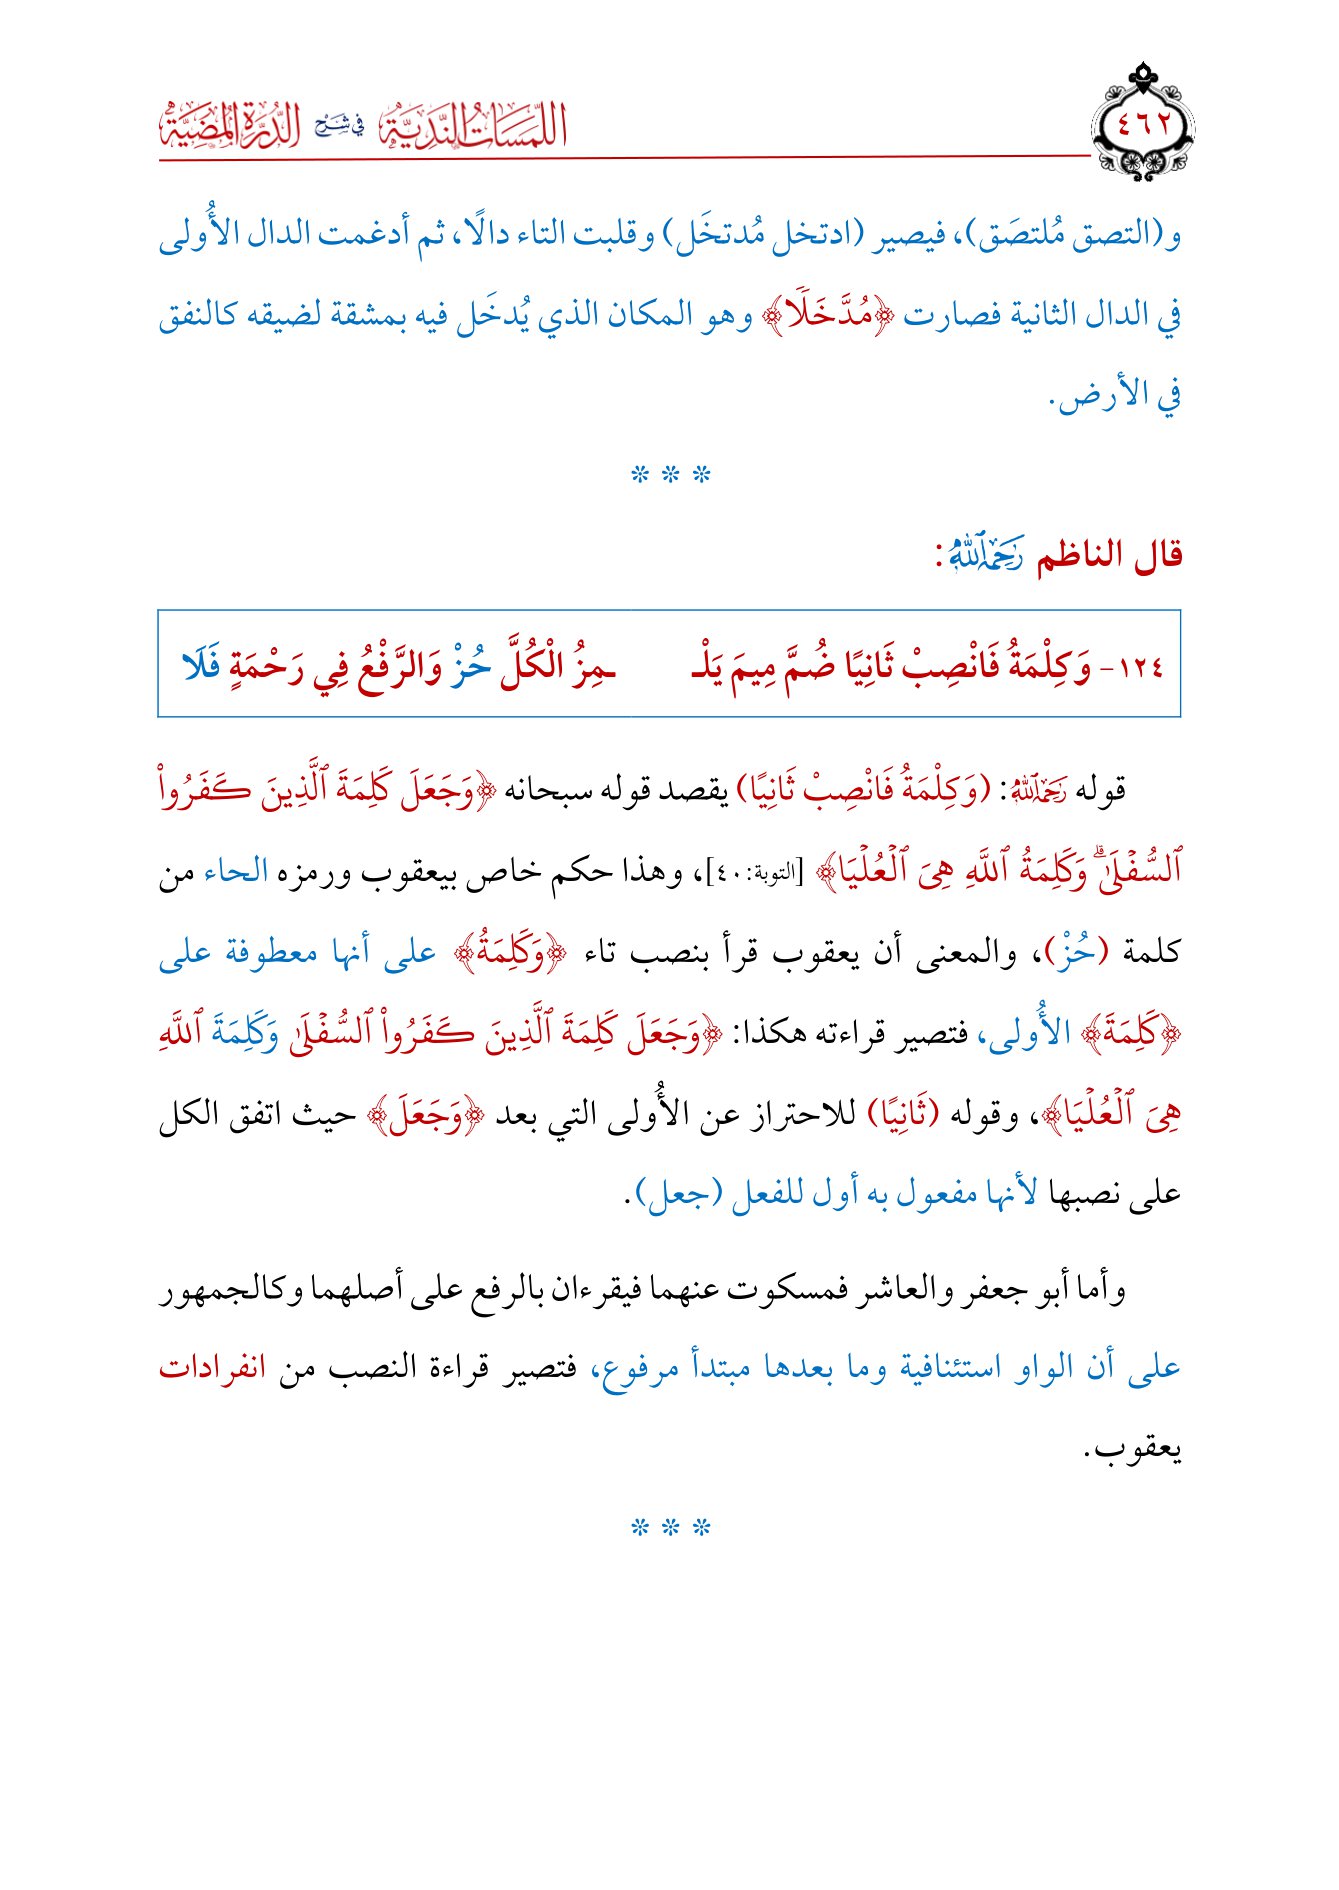 اللَّمَسَاتُ النَّدِيَّةُ فِي شَرْحِ الدُّرَّةِ المُضِيَّةِ
٤٦٢
و(التصق مُلتصَق)، فيصير (ادتخل مُدتخَل) وقلبت التاء دالًا، ثم أدغمت الدال الأُولى
في الدال الثانية فصارت ﴿مُدَّخَلٗا﴾ وهو المكان الذي يُدخَل فيه بمشقة لضيقه كالنفق
في الأرض.
* * *
قال الناظم رَحِمَهُ ٱللَّهُ:
١٢٤- وَكِلْمَةُ فَانْصِبْ ثَانِيًا ضُمَّ مِيمَ يَلْـ ـمِزُ الْكُلَّ حُزْ وَالرَّفْعُ فِي رَحْمَةٍ فَلَا
قوله رَحِمَهُ ٱللَّهُ: (وَكِلْمَةُ فَانْصِبْ ثَانِيًا) يقصد قوله سبحانه ﴿وَجَعَلَ كَلِمَةَ ٱلَّذِينَ كَفَرُواْ
ٱلسُّفۡلَىٰۗ وَكَلِمَةُ ٱللَّهِ هِيَ ٱلۡعُلۡيَا﴾ [التوبة:٤٠]، وهذا حكم خاص بيعقوب ورمزه الحاء من
كلمة (حُزْ)، والمعنى أن يعقوب قرأ بنصب تاء ﴿وَكَلِمَةُ﴾ على أنها معطوفة على
﴿كَلِمَةَ﴾ الأُولى، فتصير قراءته هكذا: ﴿وَجَعَلَ كَلِمَةَ ٱلَّذِينَ كَفَرُواْ ٱلسُّفۡلَىٰ وَكَلِمَةَ ٱللَّهِ
هِيَ ٱلۡعُلۡيَا﴾، وقوله (ثَانِيًا) للاحتراز عن الأُولى التي بعد ﴿وَجَعَلَ﴾ حيث اتفق الكل
على نصبها لأنها مفعول به أول للفعل (جعل).
وأما أبو جعفر والعاشر فمسكوت عنهما فيقرءان بالرفع على أصلهما وكالجمهور
على أن الواو استئنافية وما بعدها مبتدأ مرفوع، فتصير قراءة النصب من انفرادات
يعقوب.
* * *